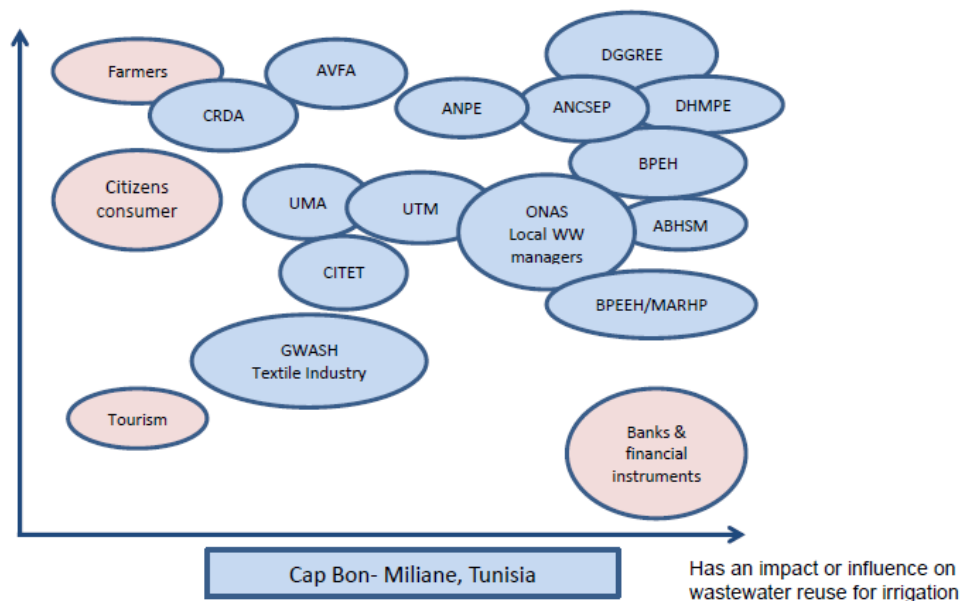 DGGREE
Farmers
AVFA
CRDA
ANPE
ANCSEP
DHMPE
BPEH
Citizens
consumer
UMA
UTM
ONAS
Local WW
managers
ABHSM
CITET
BPEEH/MARHP
GWASH
Textile Industry
Tourism
Banks &
financial
instruments
Cap Bon- Miliane, Tunisia
Has an impact or influence on
wastewater reuse for irrigation